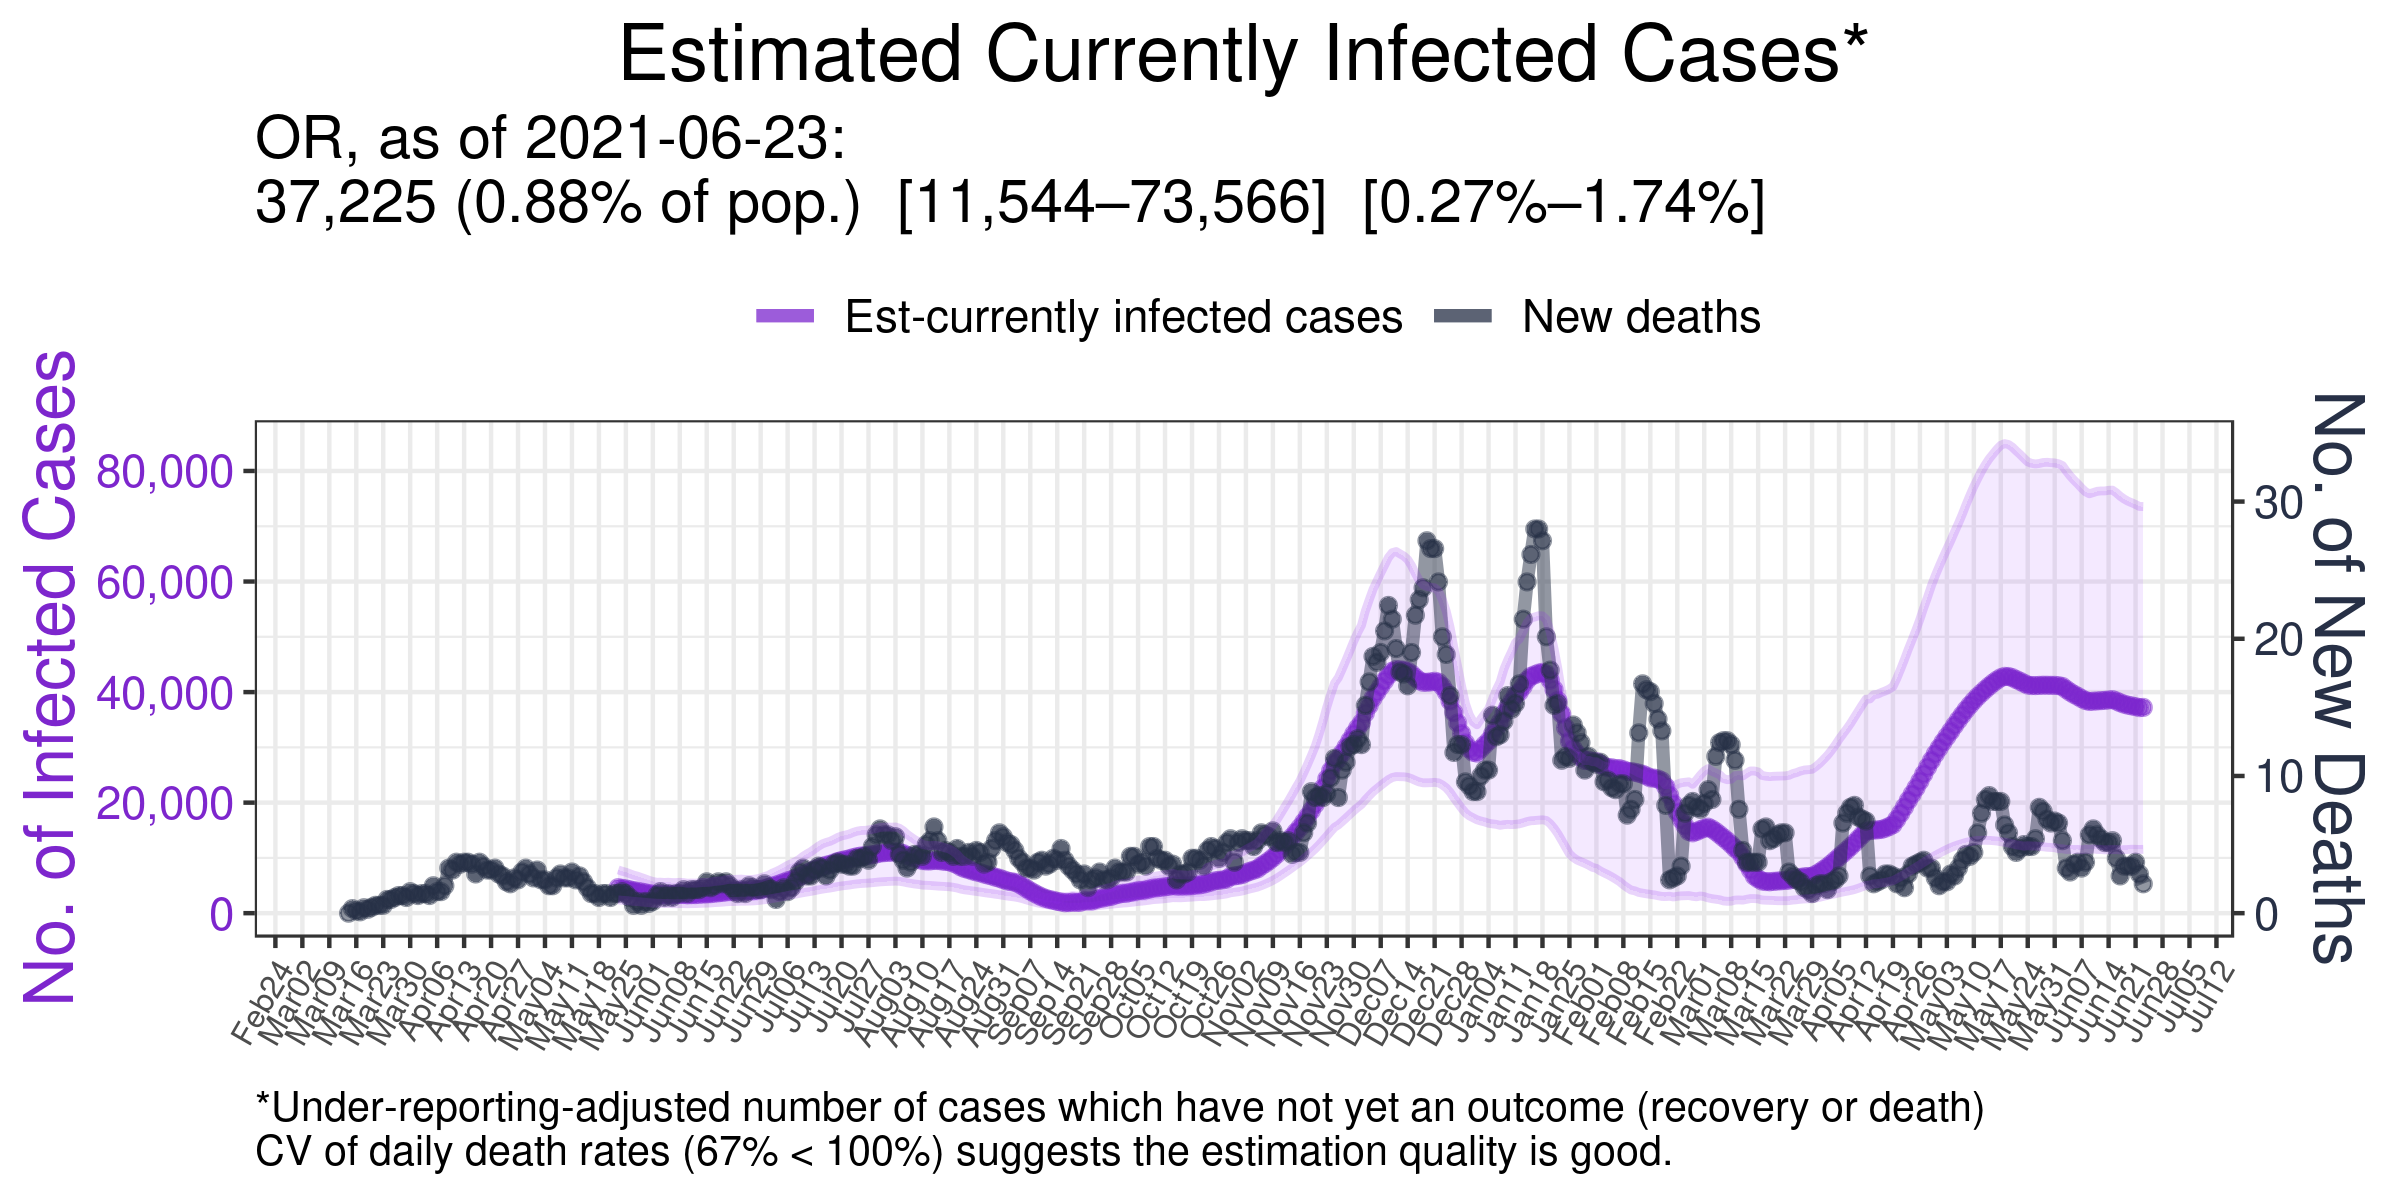 Estimated Currently Infected Cases*
OR, as of 2021-06-23:
37,225 (0.88% of pop.) [11,544–73,566] [0.27%–1.74%]
Est-currently infected cases
New deaths
No. of Infected Cases
80,000
60,000
40,000
20,000
0
No. of New Deaths
30
20
10
0
Feb24
Mar02
Mar09
Mar16
Mar23
Mar30
Apr06
Apr13
Apr20
Apr27
May04
May11
May18
May25
Jun01
Jun08
Jun15
Jun22
Jun29
Jul06
Jul13
Jul20
Jul27
Aug03
Aug10
Aug17
Aug24
Aug31
Sep07
Sep14
Sep21
Sep28
Oct05
Oct12
Oct19
Oct26
Nov02
Nov09
Nov16
Nov23
Nov30
Dec07
Dec14
Dec21
Dec28
Jan04
Jan11
Jan18
Jan25
Feb01
Feb08
Feb15
Feb22
Mar01
Mar08
Mar15
Mar22
Mar29
Apr05
Apr12
Apr19
Apr26
May03
May10
May17
May24
May31
Jun07
Jun14
Jun21
Jun28
Jul05
Jul12
*Under-reporting-adjusted number of cases which have not yet an outcome (recovery or death)
CV of daily death rates (67% < 100%) suggests the estimation quality is good.